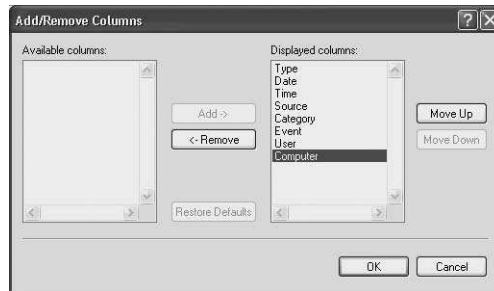 Add/Remove Columns
Available columns:
Add ->
<- Remove
Restore Defaults
Displayed columns:
Type
Date
Time
Source
Category
Event
User
Computer
Move Up
Move Down
OK
Cancel